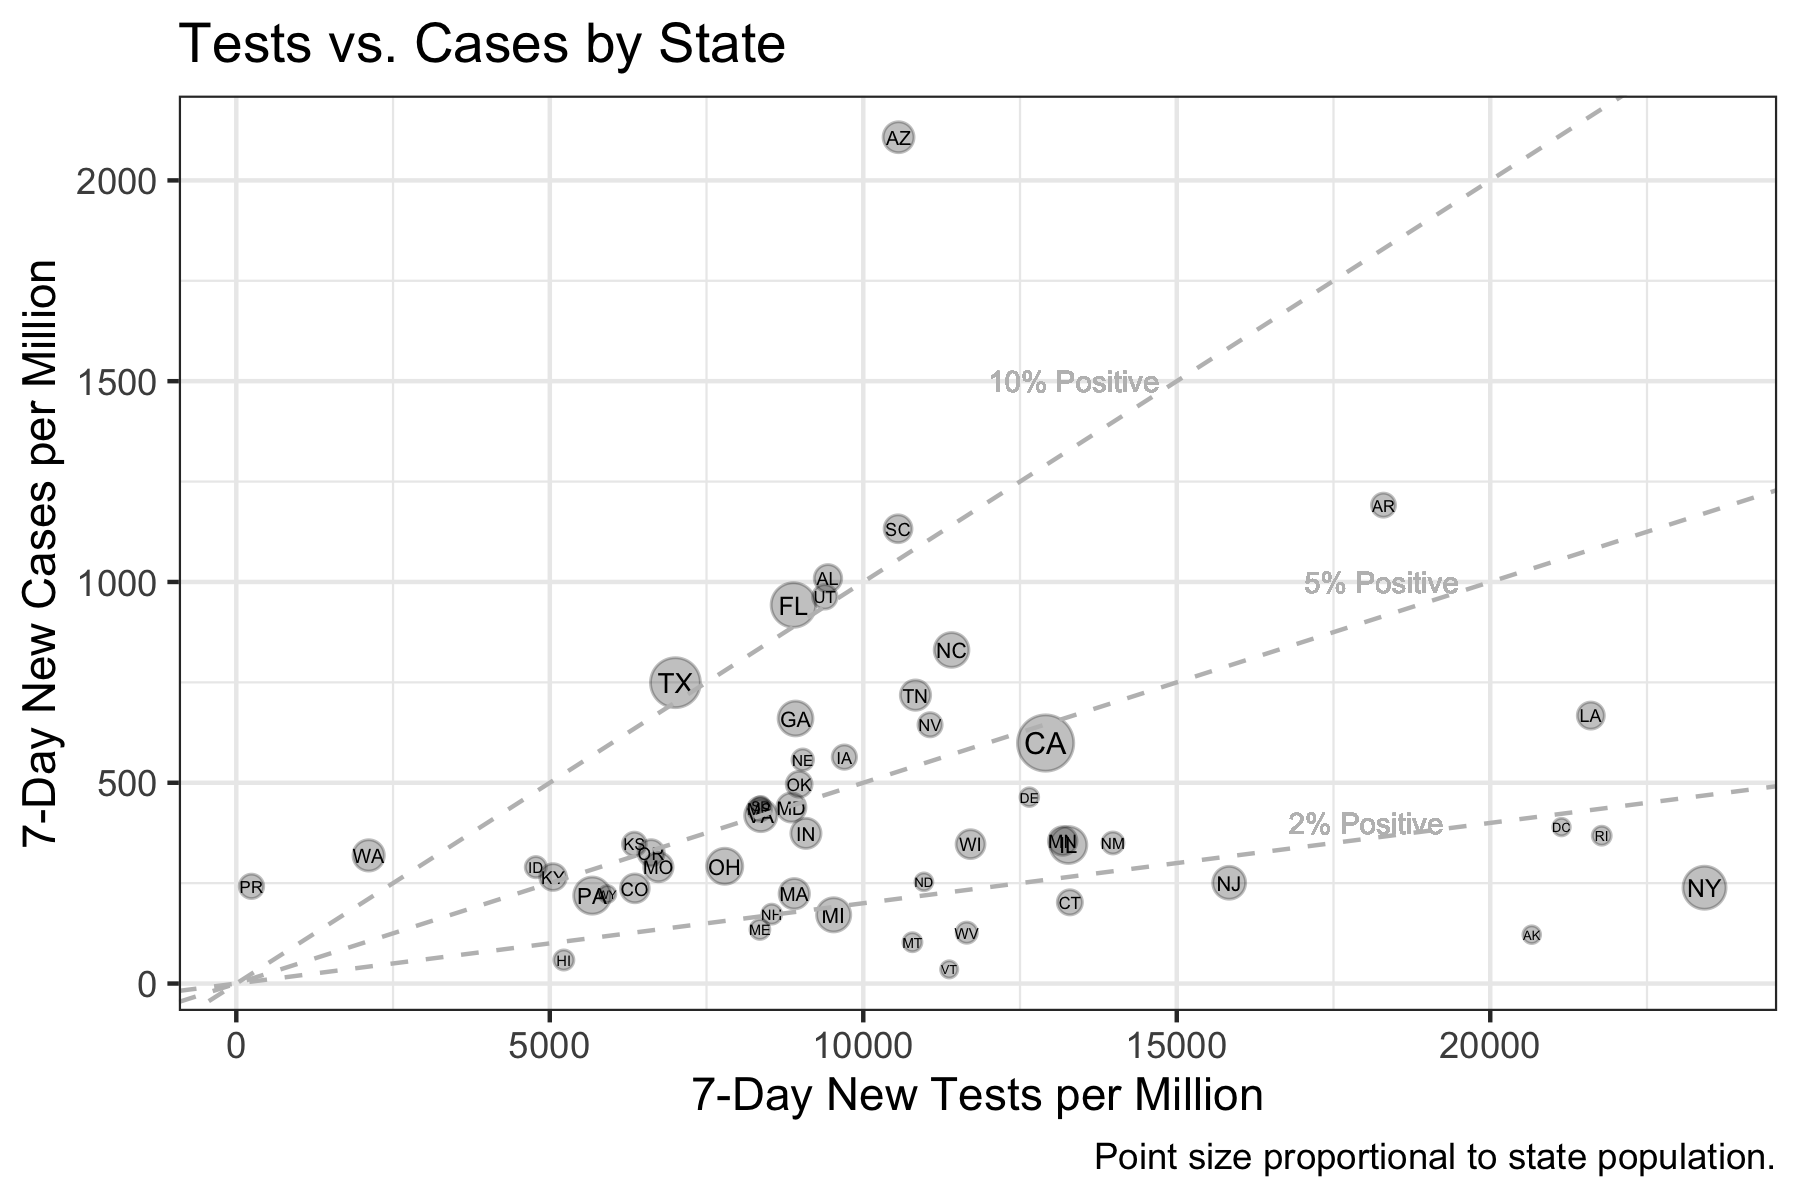 Tests vs. Cases by State
7-Day New Cases per Million
2000
1500
1000
500
0
AZ
10% Positive
AR
SC
5% Positive
AL
UT
FL
NC
TX
TN
LA
GA
NV
CA
NE
IA
OK
DE
MD
VA
2% Positive
DC
RI
IN
KS
OR
WI
MN
IL
NM
WA
ID
KY
MO
OH
PR
PA
WY
CO
MA
ND
NJ
NY
CT
NH
MI
ME
MT
WV
AK
HI
VT
0
5000
10000
15000
20000
7-Day New Tests per Million
Point size proportional to state population.